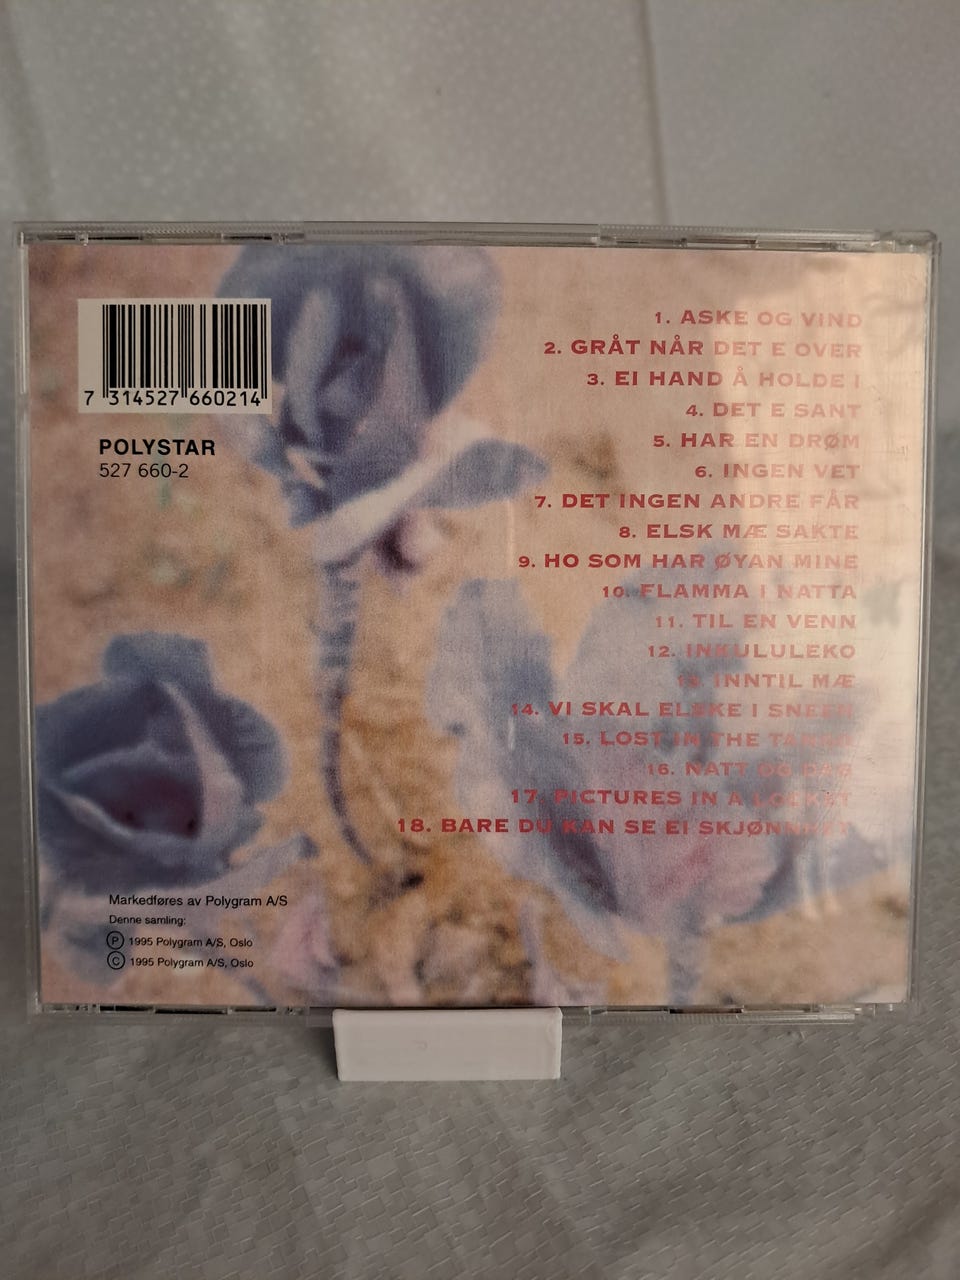 7 314527 660214
POLYSTAR
527 660-2
1. ASKE OG VIND
2. GRÅT NÅR DET E OVER
3. EI HAND Å HOLDE I
4. DET E SANT
5. HAR EN DRØM
6. INGEN VET
7. DET INGEN ANDRE FÅR
8. ELSK MÆ SAKTE
9. HO SOM HAR ØYAN MINE
10. FLAMMA I NATTA
11. TIL EN VENN
12. INKULULEKO
13. INNTIL MÆ
14. VI SKAL ELSKE I SNEEN
15. LOST IN THE TANGO
16. NATT OG DAG
17. PICTURES IN A LOCKET
18. BARE DU KAN SE EI SKJØNNHET
Markedføres av Polygram A/S
Denne samling:
Ⓟ 1995 Polygram A/S, Oslo
© 1995 Polygram A/S, Oslo